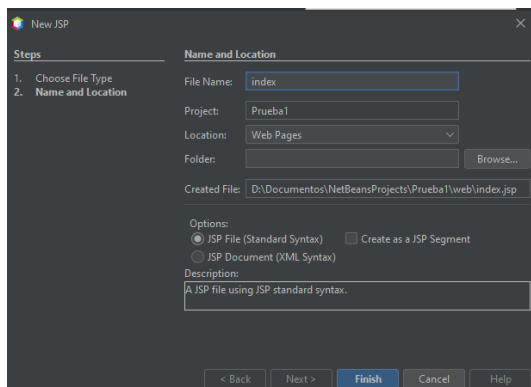 New JSP
Steps
1. Choose File Type
2. Name and Location
Name and Location
File Name: index
Project: Prueba1
Location: Web Pages
Folder: Browse...
Created File: D:\Documentos\NetBeansProjects\Prueba1\web\index.jsp
Options:
JSP File (Standard Syntax) Create as a JSP Segment
JSP Document (XML Syntax)
Description:
A JSP file using JSP standard syntax.
< Back Next > Finish Cancel Help